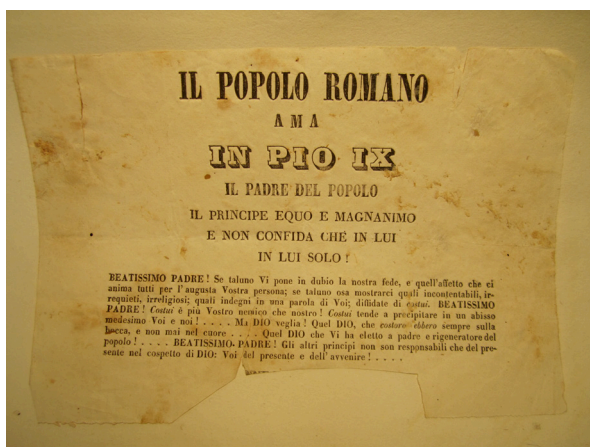 IL POPOLO ROMANO
AMA
IN PIO IX
IL PADRE DEL POPOLO
IL PRINCIPE EQUO E MAGNANIMO
E NON CONFIDA CHE IN LUI
IN LUI SOLO!
BEATISSIMO PADRE! Se taluno Vi pone in dubio la nostra fede, e quell'affetto che ci
anima tutti per l'augusta Vostra persona; se taluno osa mostrarci quali incontentabili, ir-
requieti, irreligiosi; quali indegni in una parola di Voi; diffidate di costui. BEATISSIMO
PADRE! Costui è più Vostro nemico che nostro! Costui tende a precipitare in un abisso
medesimo Voi e noi! . . . . Ma DIO veglia! Quel DIO, che costoro ebbero sempre sulla
bocca, e non mai nel cuore . . . . Quel DIO che Vi ha eletto a padre e rigeneratore del
popolo! . . . . BEATISSIMO PADRE! Gli altri principi non son responsabili che del pre-
sente nel cospetto di DIO: Voi del presente e dell'avvenire! . . . .